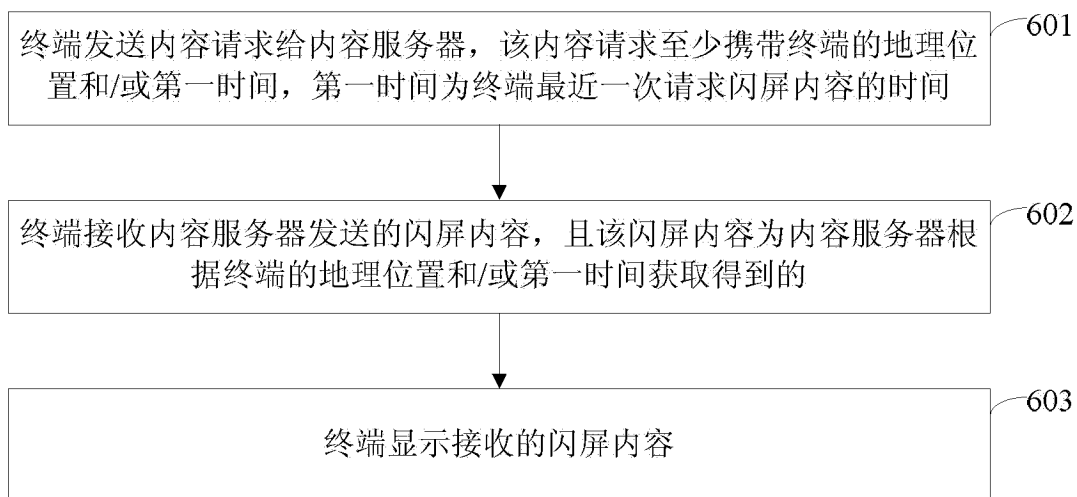 终端发送内容请求给内容服务器，该内容请求至少携带终端的地理位
置和/或第一时间，第一时间为终端最近一次请求闪屏内容的时间
601
终端接收内容服务器发送的闪屏内容，且该闪屏内容为内容服务器根
据终端的地理位置和/或第一时间获取得到的
602
终端显示接收的闪屏内容
603